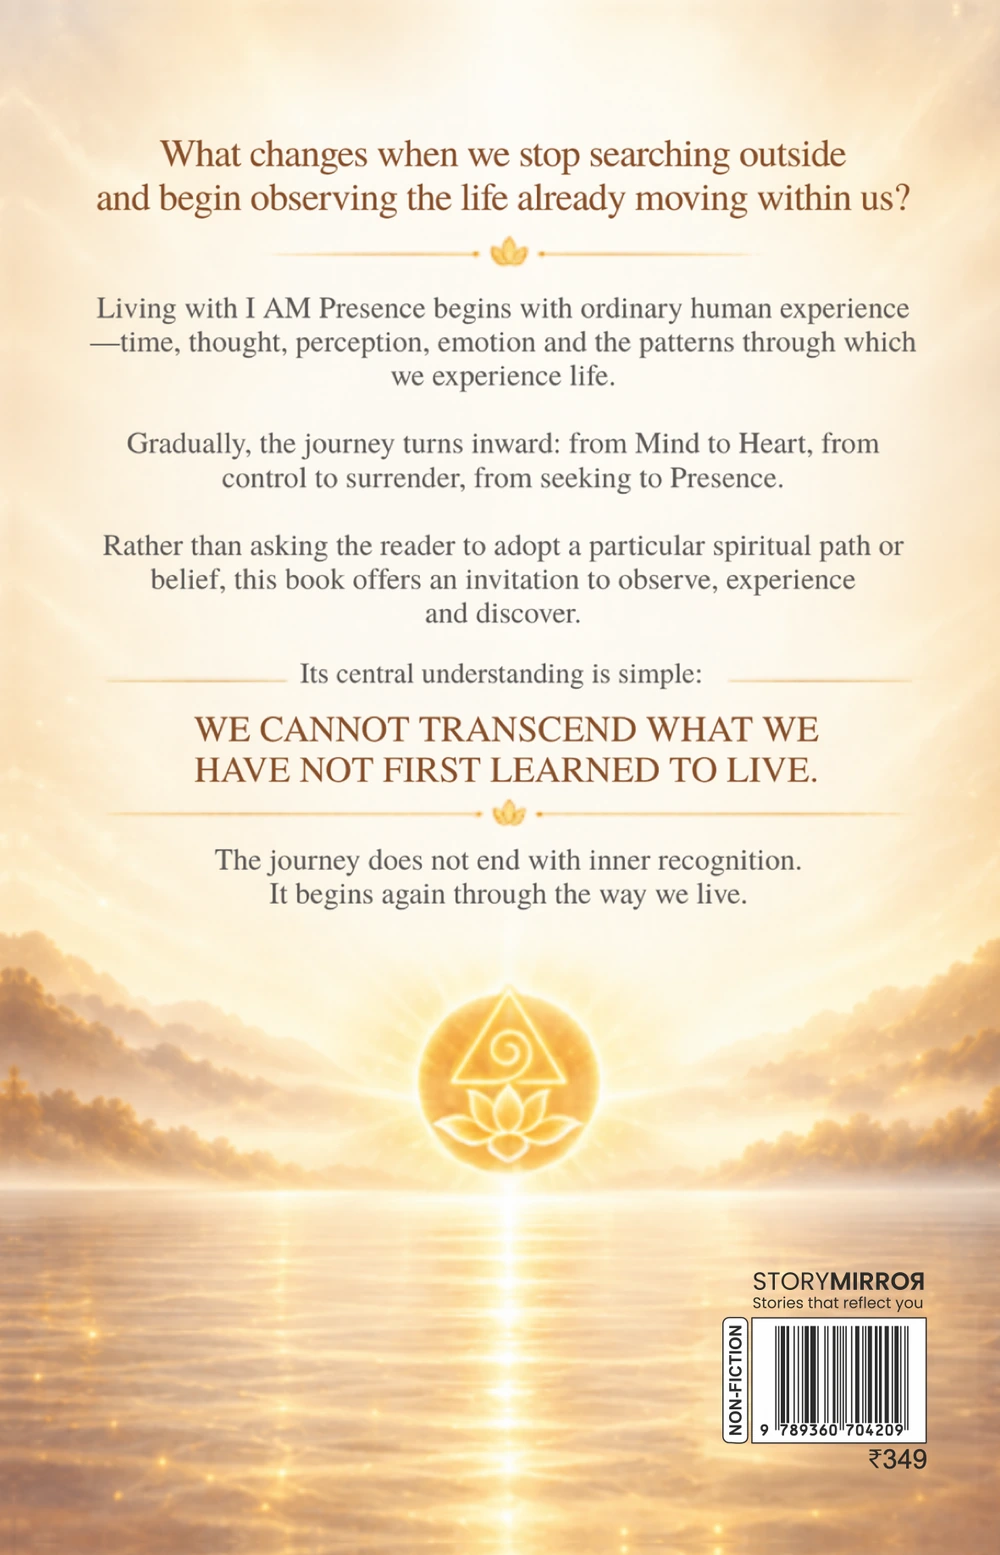 What changes when we stop searching outside
and begin observing the life already moving within us?
Living with I AM Presence begins with ordinary human experience
—time, thought, perception, emotion and the patterns through which
we experience life.
Gradually, the journey turns inward: from Mind to Heart, from
control to surrender, from seeking to Presence.
Rather than asking the reader to adopt a particular spiritual path or
belief, this book offers an invitation to observe, experience
and discover.
Its central understanding is simple:
WE CANNOT TRANSCEND WHAT WE
HAVE NOT FIRST LEARNED TO LIVE.
The journey does not end with inner recognition.
It begins again through the way we live.
STORYMIRROR
Stories that reflect you
NON-FICTION
9 789360 704209
₹349